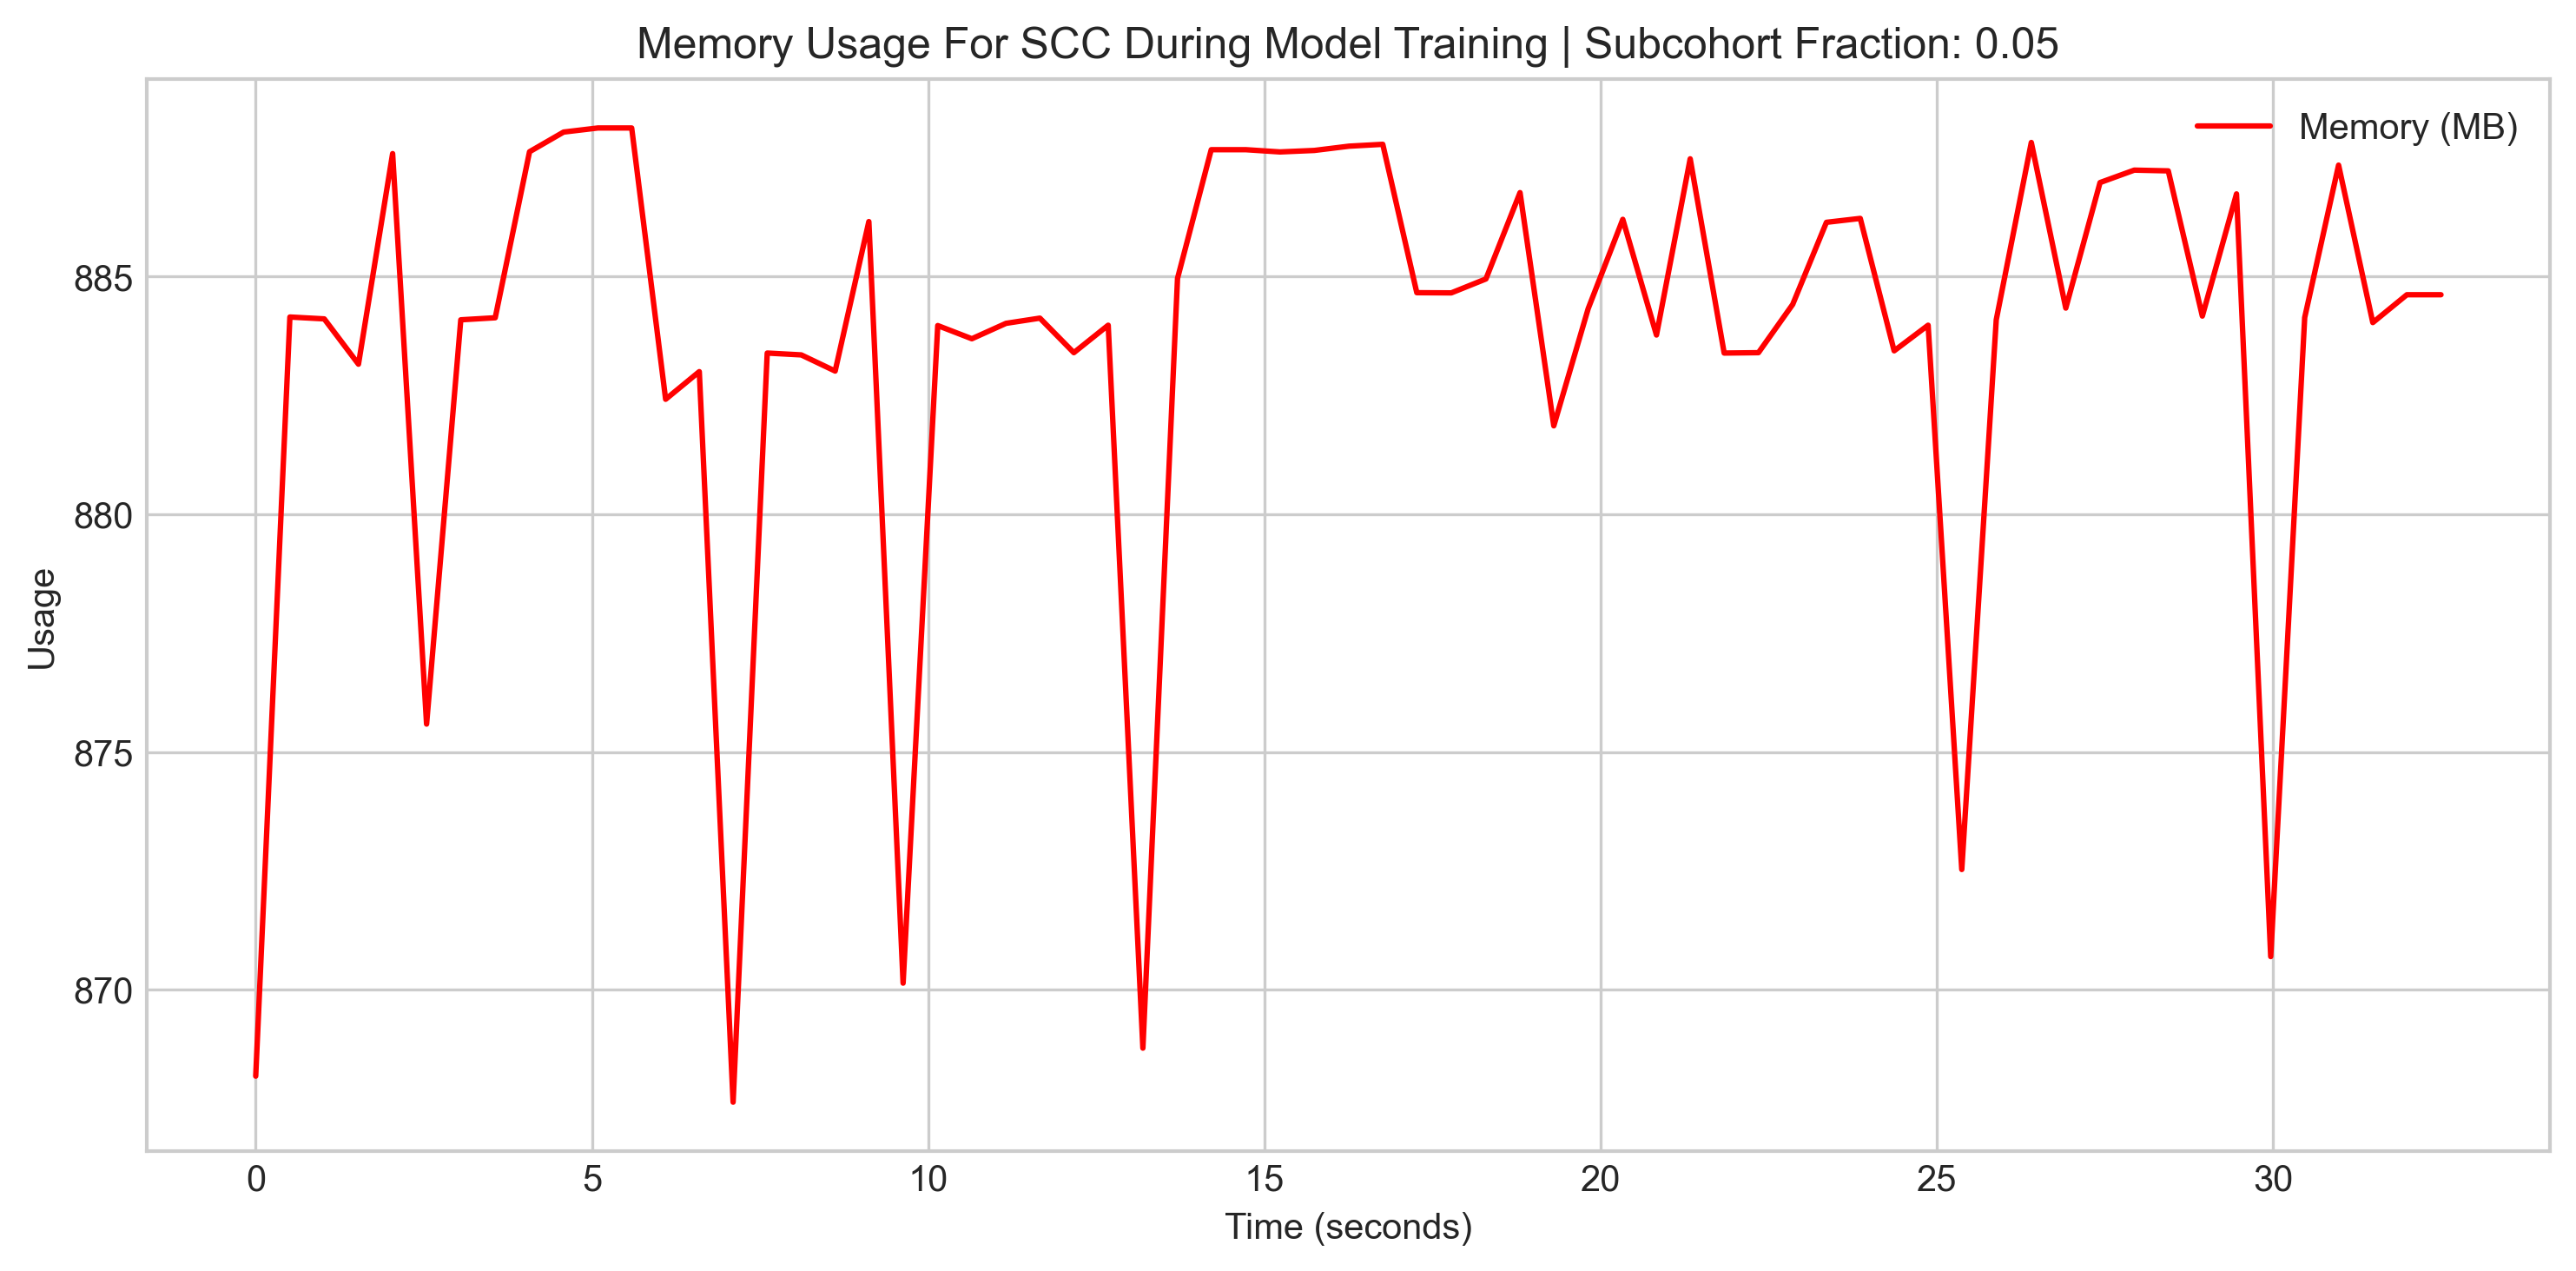 Memory Usage For SCC During Model Training | Subcohort Fraction: 0.05
Memory (MB)
885
880
875
870
Usage
0 5 10 15 20 25 30
Time (seconds)